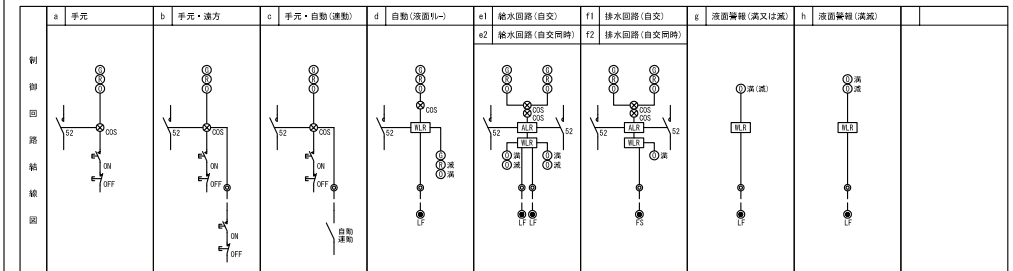 制御回路結線図
a 手元
G
R
O
52
COS
ON
OFF
b 手元・遠方
G
R
O
52
COS
ON
OFF
ON
OFF
c 手元・自動(連動)
G
R
O
52
COS
ON
OFF
自動
連動
d 自動(液面リレー)
G
R
O
COS
52
WLR
G
R 減
O 満
LF
e1 給水回路(自交)
e2 給水回路(自交同時)
G G
R R
O O
COS
COS
52 ALR 52
WLR
O 満 O 満
O 減 O 減
LF LF
f1 排水回路(自交)
f2 排水回路(自交同時)
G G
R R
O O
COS
COS
52 ALR 52
WLR
O 満
FS
g 液面警報(満又は減)
O 満(減)
WLR
LF
h 液面警報(満減)
O 満
O 減
WLR
LF